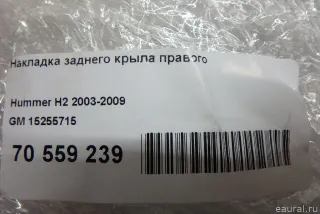 Накладка заднего крыла правого
Hummer H2 2003-2009
GM 15255715
70 559 239
eaural.ru